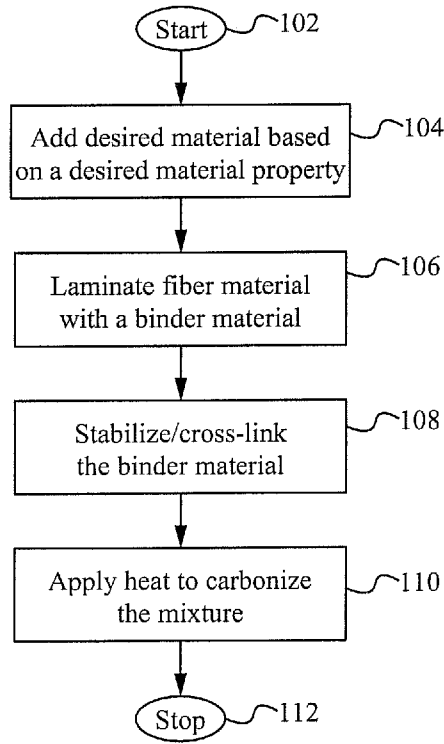 Start
102
Add desired material based
on a desired material property
104
Laminate fiber material
with a binder material
106
Stabilize/cross-link
the binder material
108
Apply heat to carbonize
the mixture
110
Stop
112